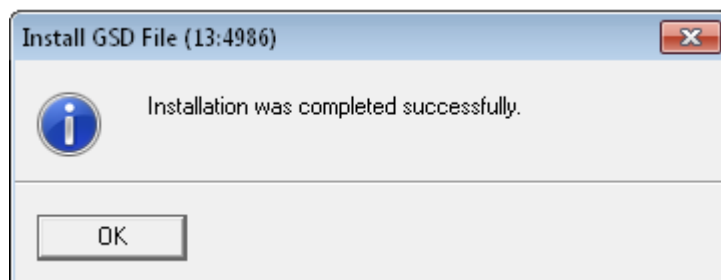 Install GSD File (13:4986)
Installation was completed successfully.
OK